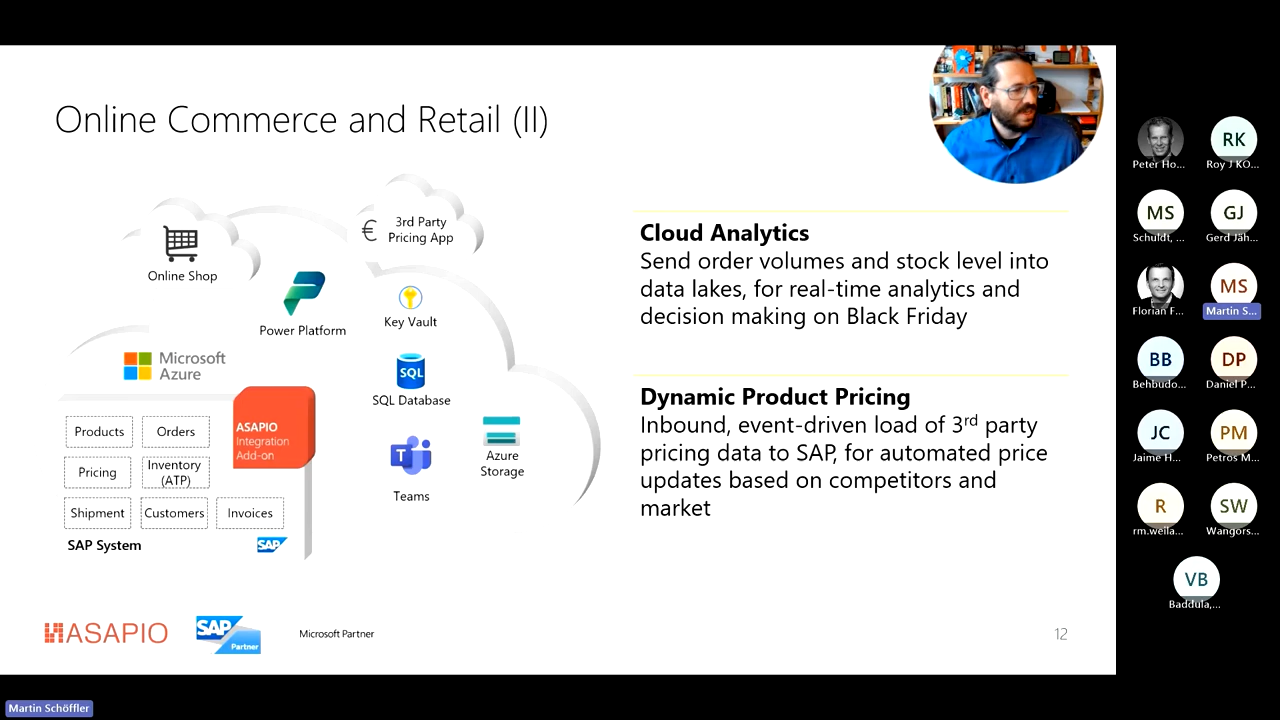 Online Commerce and Retail (II)
€
3rd Party
Pricing App
Online Shop
Power Platform
Key Vault
Microsoft
Azure
SQL
SQL Database
ASAPIO
Integration
Add-on
Products
Orders
Pricing
Inventory
(ATP)
Shipment
Customers
Invoices
SAP System
SAP
T
Teams
Azure
Storage
Cloud Analytics
Send order volumes and stock level into
data lakes, for real-time analytics and
decision making on Black Friday
Dynamic Product Pricing
Inbound, event-driven load of 3rd party
pricing data to SAP, for automated price
updates based on competitors and
market
ASAPIO
SAP
Partner
Microsoft Partner
12
Peter Ho...
RK
Roy J KO...
MS
Schuldt, ...
GJ
Gerd Jäh...
Florian F...
MS
Martin S...
BB
Behbudo...
DP
Daniel P...
JC
Jaime H...
PM
Petros M...
R
rm.weila...
SW
Wangors...
VB
Baddula,...
Martin Schöffler